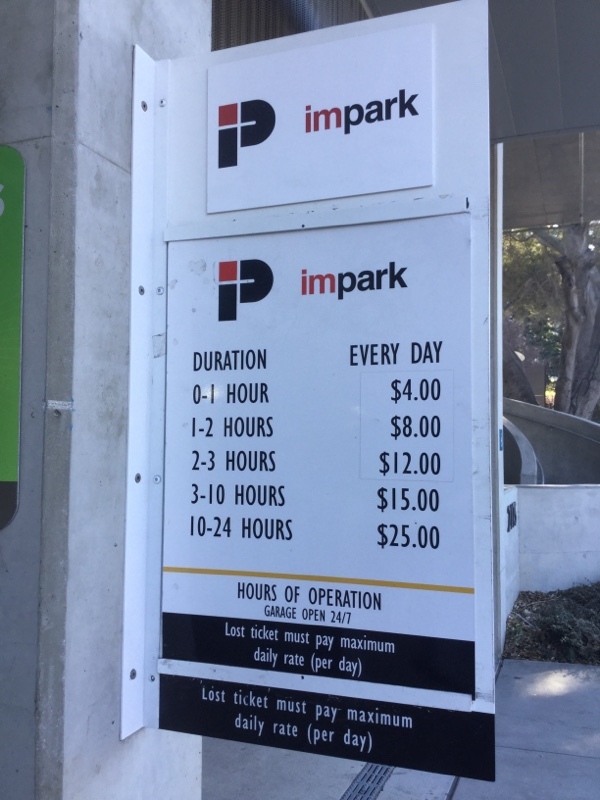 impark
impark
DURATION EVERY DAY
0-1 HOUR $4.00
1-2 HOURS $8.00
2-3 HOURS $12.00
3-10 HOURS $15.00
10-24 HOURS $25.00
HOURS OF OPERATION
GARAGE OPEN 24/7
Lost ticket must pay maximum
daily rate (per day)
Lost ticket must pay maximum
daily rate (per day)